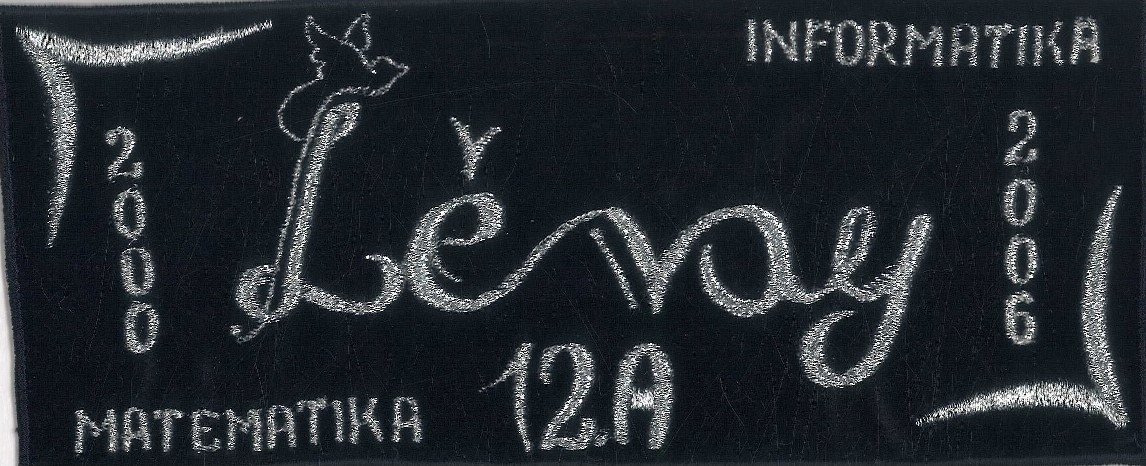 INFORMATIKA
2000
Lévay
2006
12.A
MATEMATIKA